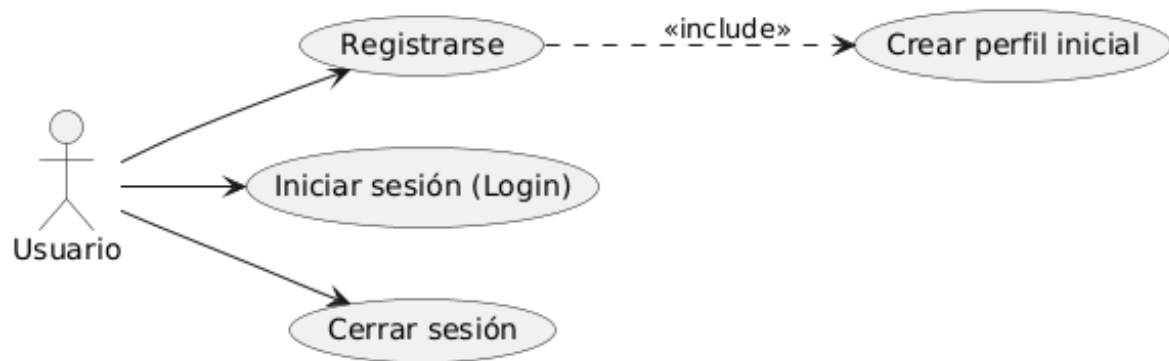 Registrarse
«include»
Crear perfil inicial
Iniciar sesión (Login)
Usuario
Cerrar sesión